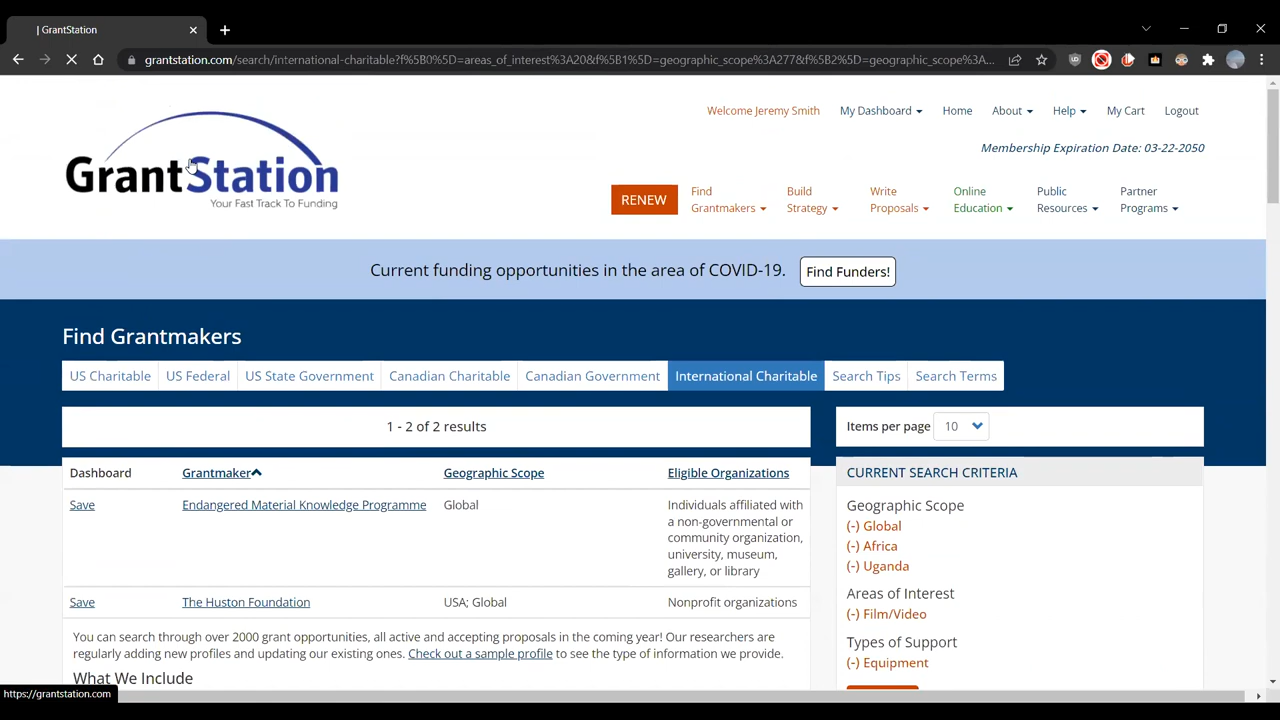 | GrantStation
grantstation.com/search/international-charitable?f%5B0%5D=areas_of_interest%3A20&f%5B1%5D=geographic_scope%3A277&f%5B2%5D=geographic_scope%3A...
Welcome Jeremy Smith My Dashboard Home About Help My Cart Logout
GrantStation
Your Fast Track To Funding
Membership Expiration Date: 03-22-2050
RENEW
Find Grantmakers
Build Strategy
Write Proposals
Online Education
Public Resources
Partner Programs
Current funding opportunities in the area of COVID-19. Find Funders!
Find Grantmakers
US Charitable US Federal US State Government Canadian Charitable Canadian Government International Charitable Search Tips Search Terms
1 - 2 of 2 results
Items per page 10
Dashboard Grantmaker Geographic Scope Eligible Organizations
Save Endangered Material Knowledge Programme Global Individuals affiliated with
a non-governmental or
community organization,
university, museum,
gallery, or library
Save The Huston Foundation USA; Global Nonprofit organizations
You can search through over 2000 grant opportunities, all active and accepting proposals in the coming year! Our researchers are
regularly adding new profiles and updating our existing ones. Check out a sample profile to see the type of information we provide.
What We Include
CURRENT SEARCH CRITERIA
Geographic Scope
(-) Global
(-) Africa
(-) Uganda
Areas of Interest
(-) Film/Video
Types of Support
(-) Equipment
https://grantstation.com